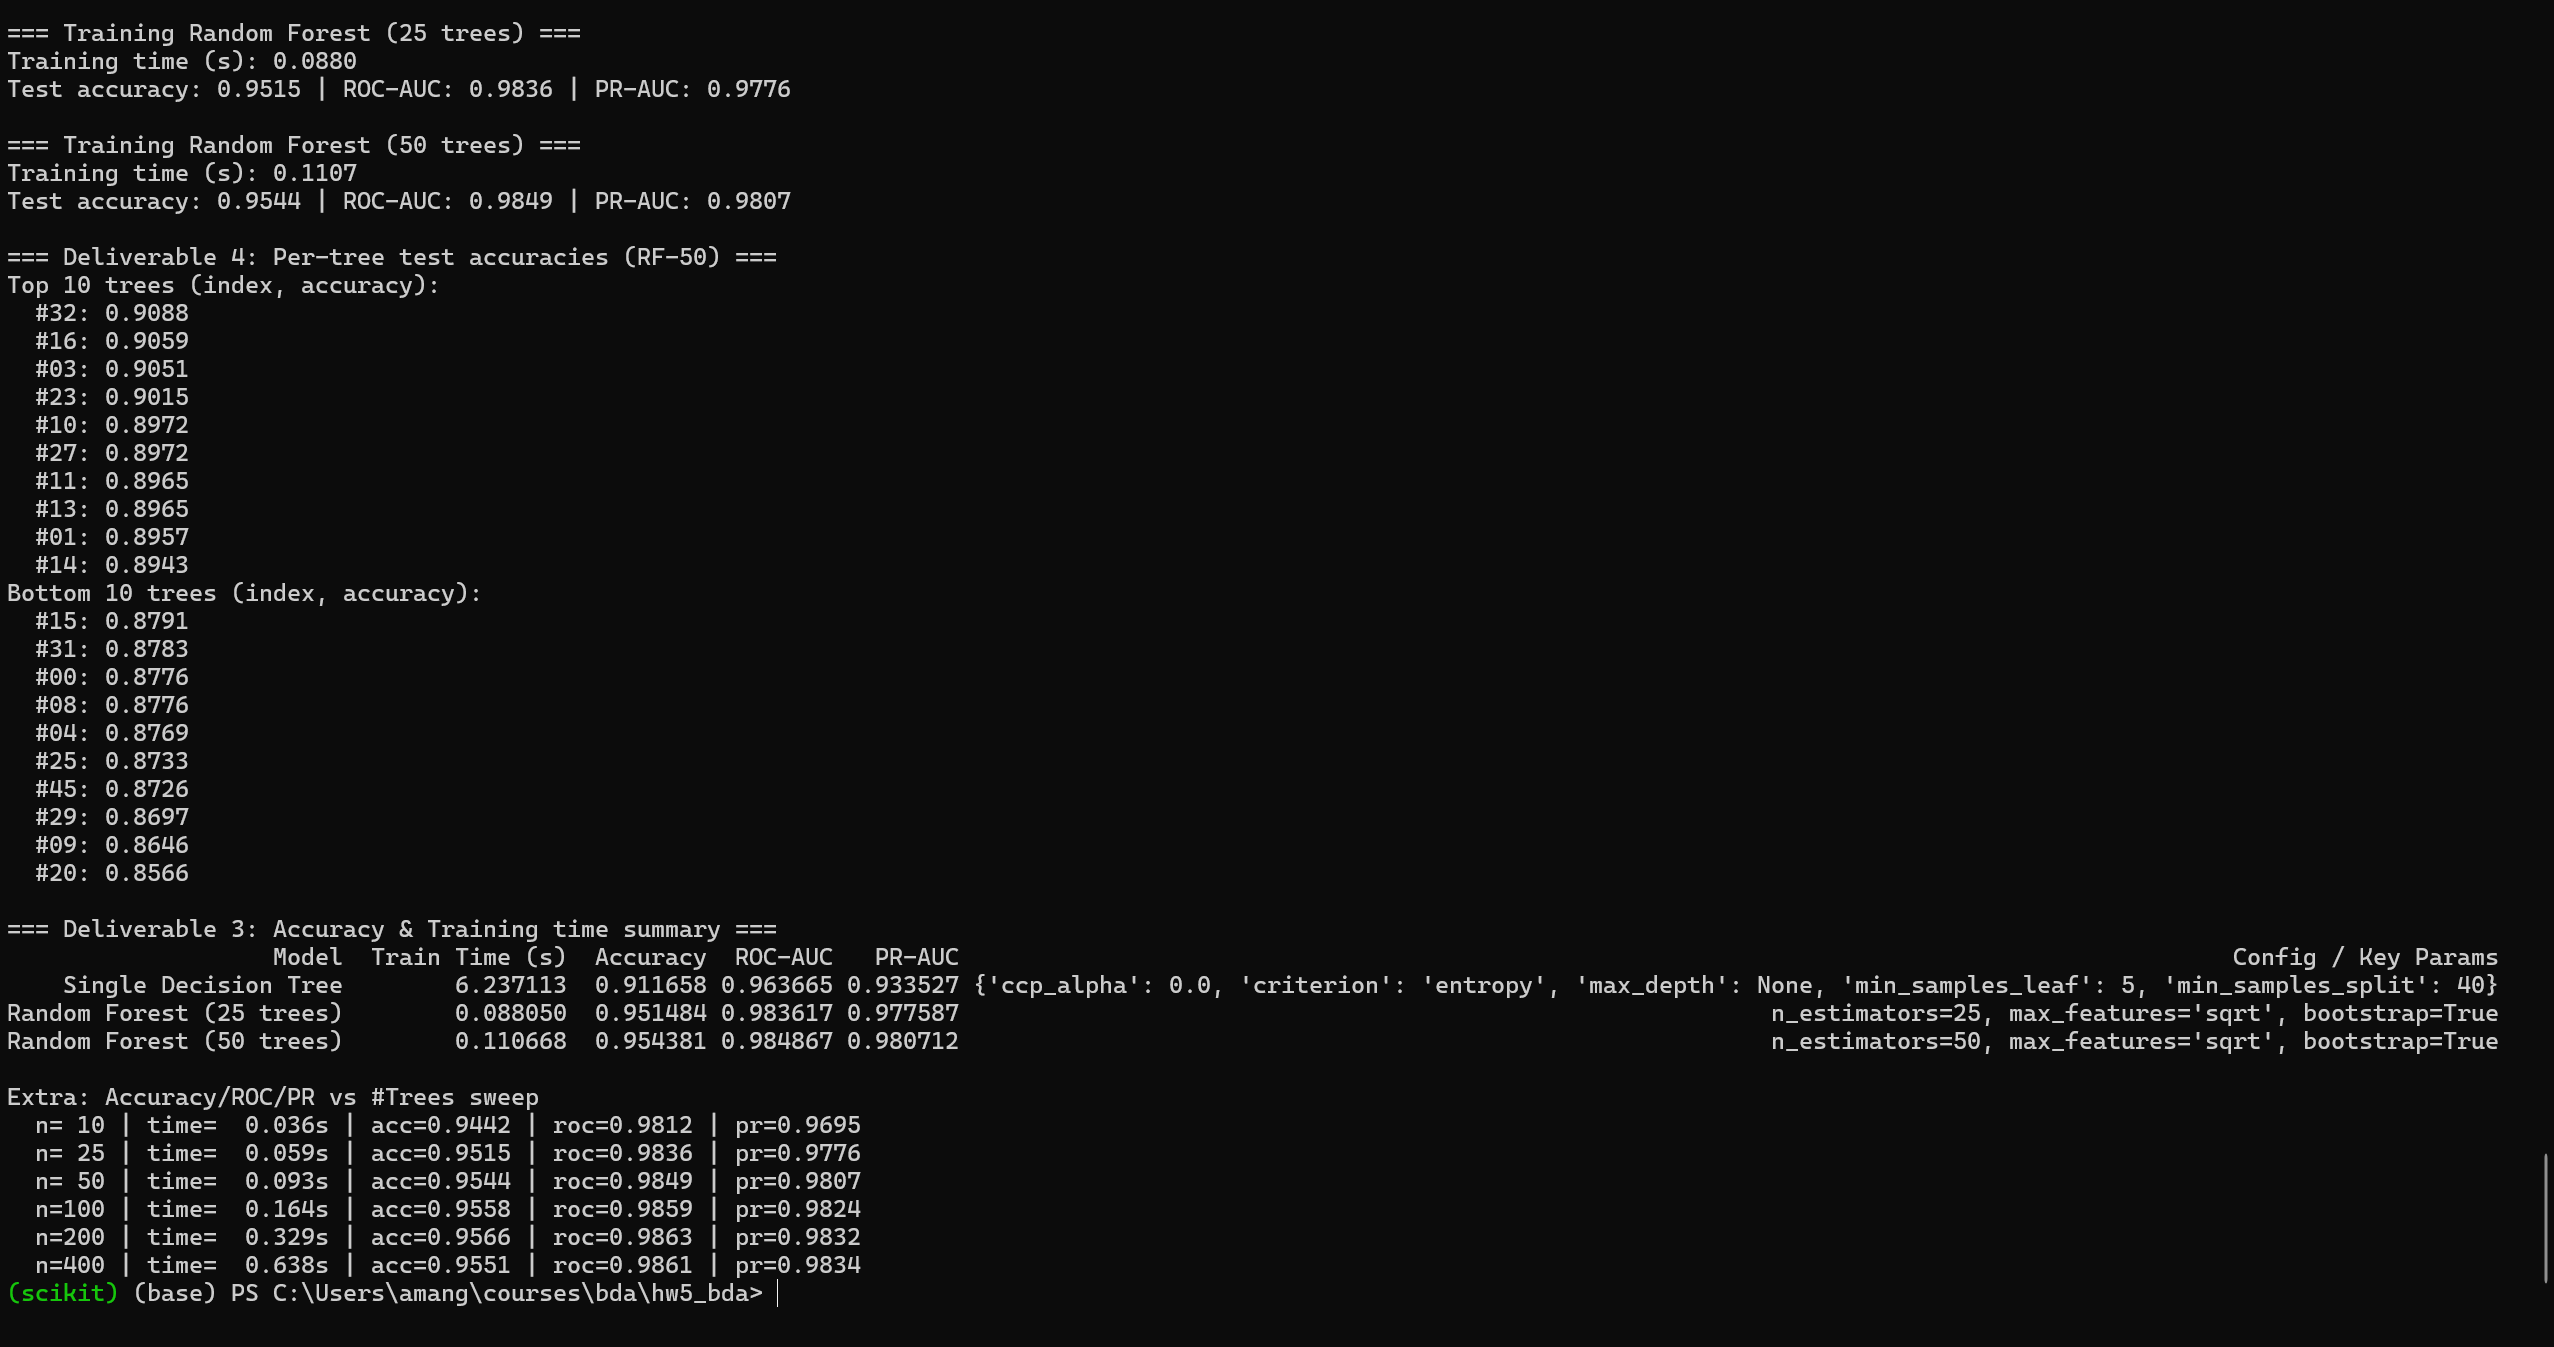 === Training Random Forest (25 trees) ===
Training time (s): 0.0880
Test accuracy: 0.9515 | ROC-AUC: 0.9836 | PR-AUC: 0.9776
=== Training Random Forest (50 trees) ===
Training time (s): 0.1107
Test accuracy: 0.9544 | ROC-AUC: 0.9849 | PR-AUC: 0.9807
=== Deliverable 4: Per-tree test accuracies (RF-50) ===
Top 10 trees (index, accuracy):
  #32: 0.9088
  #16: 0.9059
  #03: 0.9051
  #23: 0.9015
  #10: 0.8972
  #27: 0.8972
  #11: 0.8965
  #13: 0.8965
  #01: 0.8957
  #14: 0.8943
Bottom 10 trees (index, accuracy):
  #15: 0.8791
  #31: 0.8783
  #00: 0.8776
  #08: 0.8776
  #04: 0.8769
  #25: 0.8733
  #45: 0.8726
  #29: 0.8697
  #09: 0.8646
  #20: 0.8566
=== Deliverable 3: Accuracy & Training time summary ===
Model  Train Time (s)  Accuracy  ROC-AUC   PR-AUC  Config / Key Params
Single Decision Tree        6.237113  0.911658 0.963665 0.933527 {'ccp_alpha': 0.0, 'criterion': 'entropy', 'max_depth': None, 'min_samples_leaf': 5, 'min_samples_split': 40}
Random Forest (25 trees)        0.088050  0.951484 0.983617 0.977587 n_estimators=25, max_features='sqrt', bootstrap=True
Random Forest (50 trees)        0.110668  0.954381 0.984867 0.980712 n_estimators=50, max_features='sqrt', bootstrap=True
Extra: Accuracy/ROC/PR vs #Trees sweep
  n= 10 | time=  0.036s | acc=0.9442 | roc=0.9812 | pr=0.9695
  n= 25 | time=  0.059s | acc=0.9515 | roc=0.9836 | pr=0.9776
  n= 50 | time=  0.093s | acc=0.9544 | roc=0.9849 | pr=0.9807
  n=100 | time=  0.164s | acc=0.9558 | roc=0.9859 | pr=0.9824
  n=200 | time=  0.329s | acc=0.9566 | roc=0.9863 | pr=0.9832
  n=400 | time=  0.638s | acc=0.9551 | roc=0.9861 | pr=0.9834
(scikit) (base) PS C:\Users\amang\courses\bda\hw5_bda>